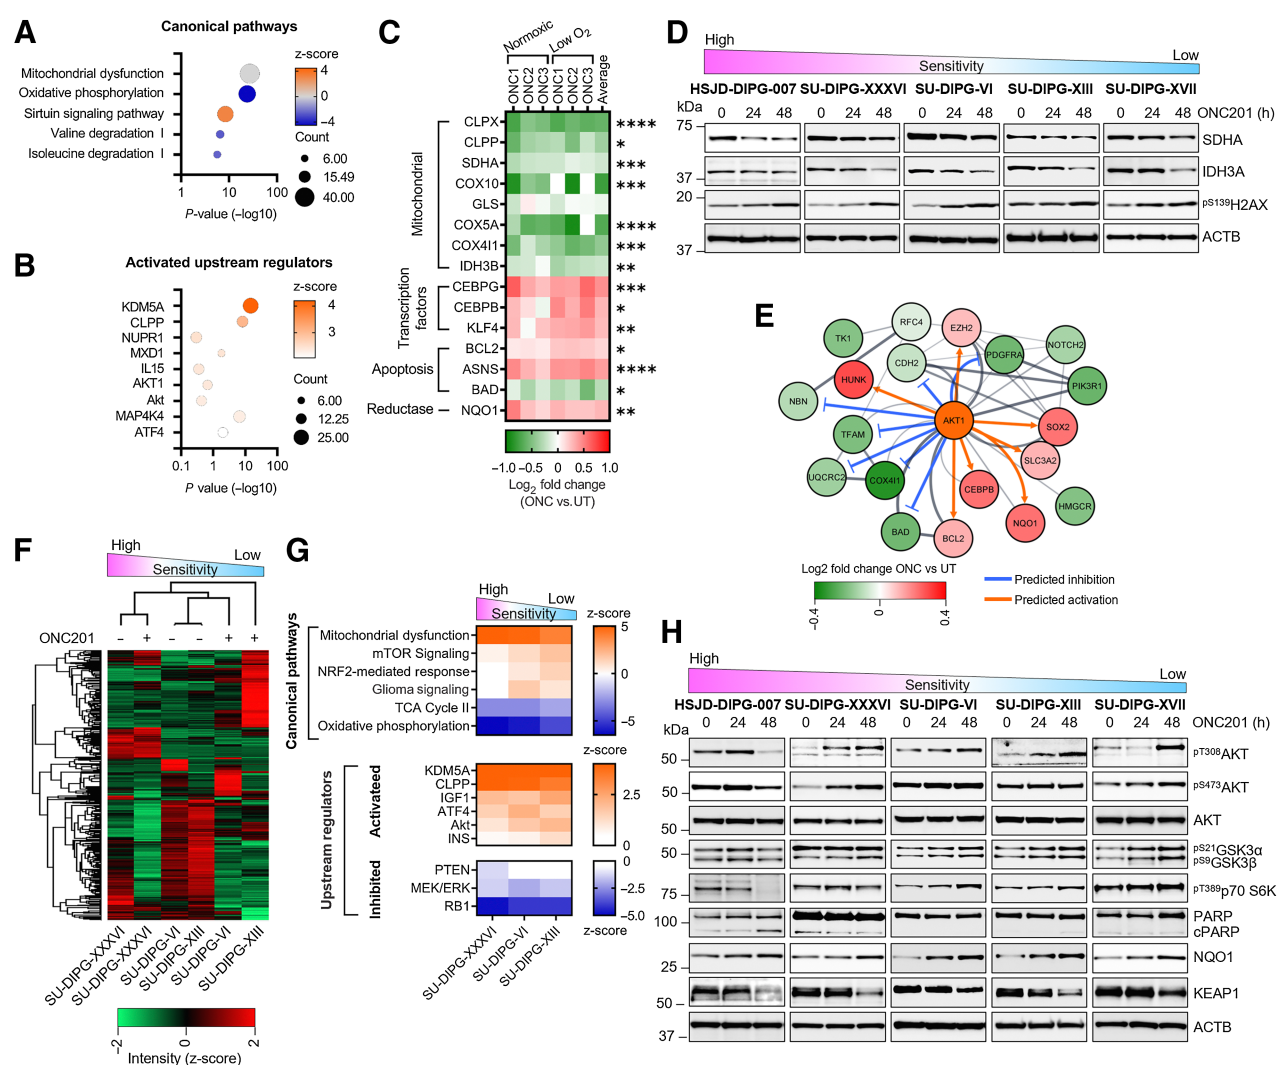 A
Canonical pathways
Mitochondrial dysfunction
Oxidative phosphorylation
Sirtuin signaling pathway
Valine degradation I
Isoleucine degradation I
1 10 100
P-value (−log10)
z-score
4
0
−4
Count
6.00
15.49
40.00
B
Activated upstream regulators
KDM5A
CLPP
NUPR1
MXD1
IL15
AKT1
Akt
MAP4K4
ATF4
0.1 1 10 100
P value (−log10)
z-score
4
3
Count
6.00
12.25
25.00
C
Normoxic Low O2
ONC1 ONC2 ONC3 ONC1 ONC2 ONC3 Average
Mitochondrial
CLPX ****
CLPP *
SDHA ***
COX10 ***
GLS
COX5A ****
COX4I1 ***
IDH3B **
Transcription factors
CEBPG ***
CEBPB *
KLF4 **
Apoptosis
BCL2 *
ASNS ****
BAD *
Reductase
NQO1 **
−1.0 −0.5 0 0.5 1.0
Log2 fold change
(ONC vs. UT)
D
High Low
Sensitivity
HSJD-DIPG-007 SU-DIPG-XXXVI SU-DIPG-VI SU-DIPG-XIII SU-DIPG-XVII
kDa 0 24 48 0 24 48 0 24 48 0 24 48 0 24 48 ONC201 (h)
75 SDHA
37 IDH3A
20 pS139H2AX
37 ACTB
E
TK1
RFC4
EZH2
CDH2
PDGFRA
NOTCH2
HUNK
PIK3R1
NBN
AKT1
TFAM
SOX2
SLC3A2
UQCRC2
COX4I1
CEBPB
HMGCR
NQO1
BAD
BCL2
Log2 fold change ONC vs UT
-0.4 0 0.4
Predicted inhibition
Predicted activation
F
High Low
Sensitivity
ONC201 − + − − + +
SU-DIPG-XXXVI
SU-DIPG-XXXVI
SU-DIPG-VI
SU-DIPG-XIII
SU-DIPG-VI
SU-DIPG-XIII
−2 0 2
Intensity (z-score)
G
High Low
Sensitivity
Canonical pathways
Mitochondrial dysfunction
mTOR Signaling
NRF2-mediated response
Glioma signaling
TCA Cycle II
Oxidative phosphorylation
z-score
5
0
−5
Upstream regulators
Activated
KDM5A
CLPP
IGF1
ATF4
Akt
INS
z-score
2.5
0
Inhibited
PTEN
MEK/ERK
RB1
0
−2.5
−5.0
z-score
SU-DIPG-XXXVI
SU-DIPG-VI
SU-DIPG-XIII
H
High Low
Sensitivity
HSJD-DIPG-007 SU-DIPG-XXXVI SU-DIPG-VI SU-DIPG-XIII SU-DIPG-XVII
kDa 0 24 48 0 24 48 0 24 48 0 24 48 0 24 48 ONC201 (h)
50 pT308AKT
50 pS473AKT
50 AKT
50 pS21GSK3α
pS9GSK3β
75 pT389p70 S6K
100 PARP
cPARP
25 NQO1
50 KEAP1
37 ACTB